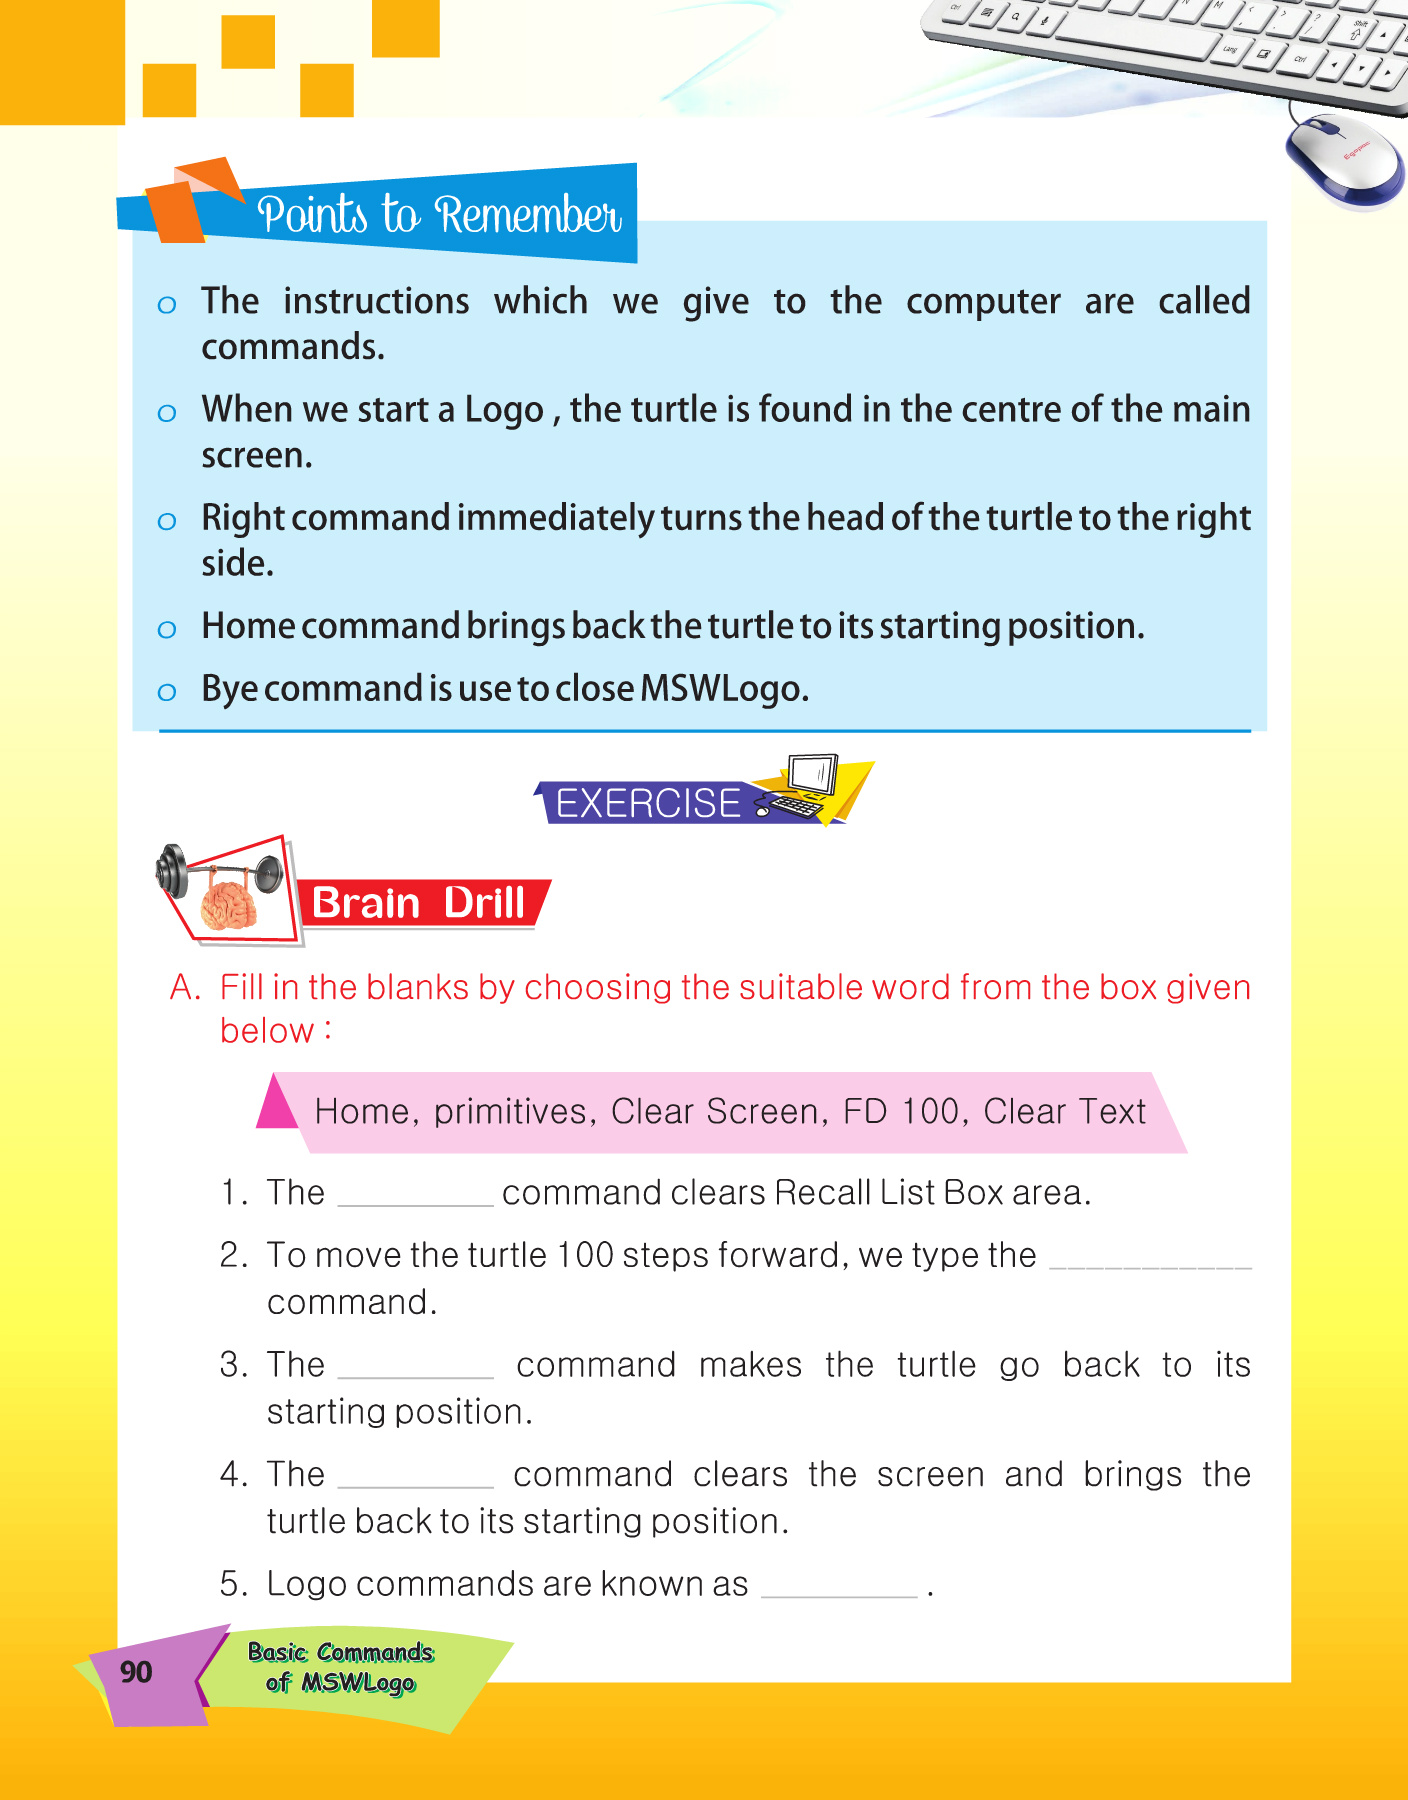 Points to Remember
o The instructions which we give to the computer are called
commands.
o When we start a Logo , the turtle is found in the centre of the main
screen.
o Right command immediately turns the head of the turtle to the right
side.
o Home command brings back the turtle to its starting position.
o Bye command is use to close MSWLogo.
EXERCISE
Brain Drill
A. Fill in the blanks by choosing the suitable word from the box given
below :
Home, primitives, Clear Screen, FD 100, Clear Text
1. The _________ command clears Recall List Box area.
2. To move the turtle 100 steps forward, we type the ___________
command.
3. The _________ command makes the turtle go back to its
starting position.
4. The _________ command clears the screen and brings the
turtle back to its starting position.
5. Logo commands are known as _________ .
90
Basic Commands
of MSWLogo